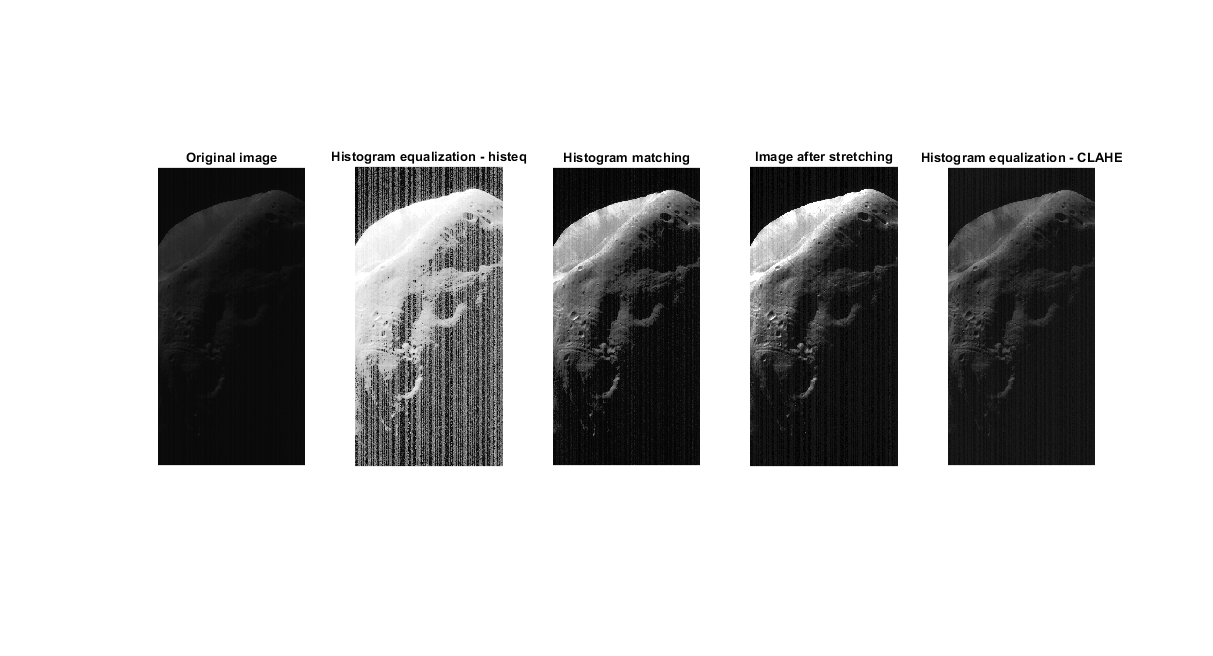 Original image
Histogram equalization - histeq
Histogram matching
Image after stretching
Histogram equalization - CLAHE